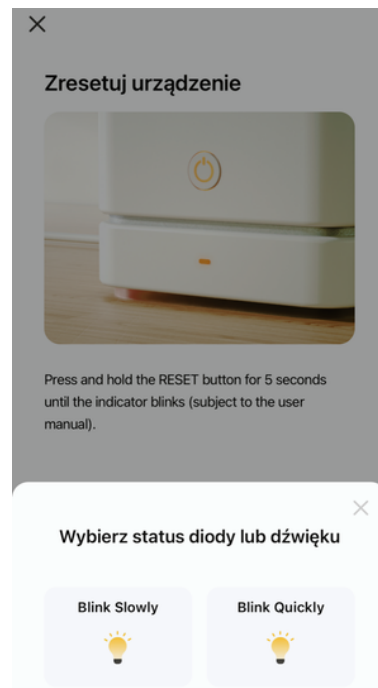 Zresetuj urządzenie
Press and hold the RESET button for 5 seconds
until the indicator blinks (subject to the user
manual).
Wybierz status diody lub dźwięku
Blink Slowly
Blink Quickly